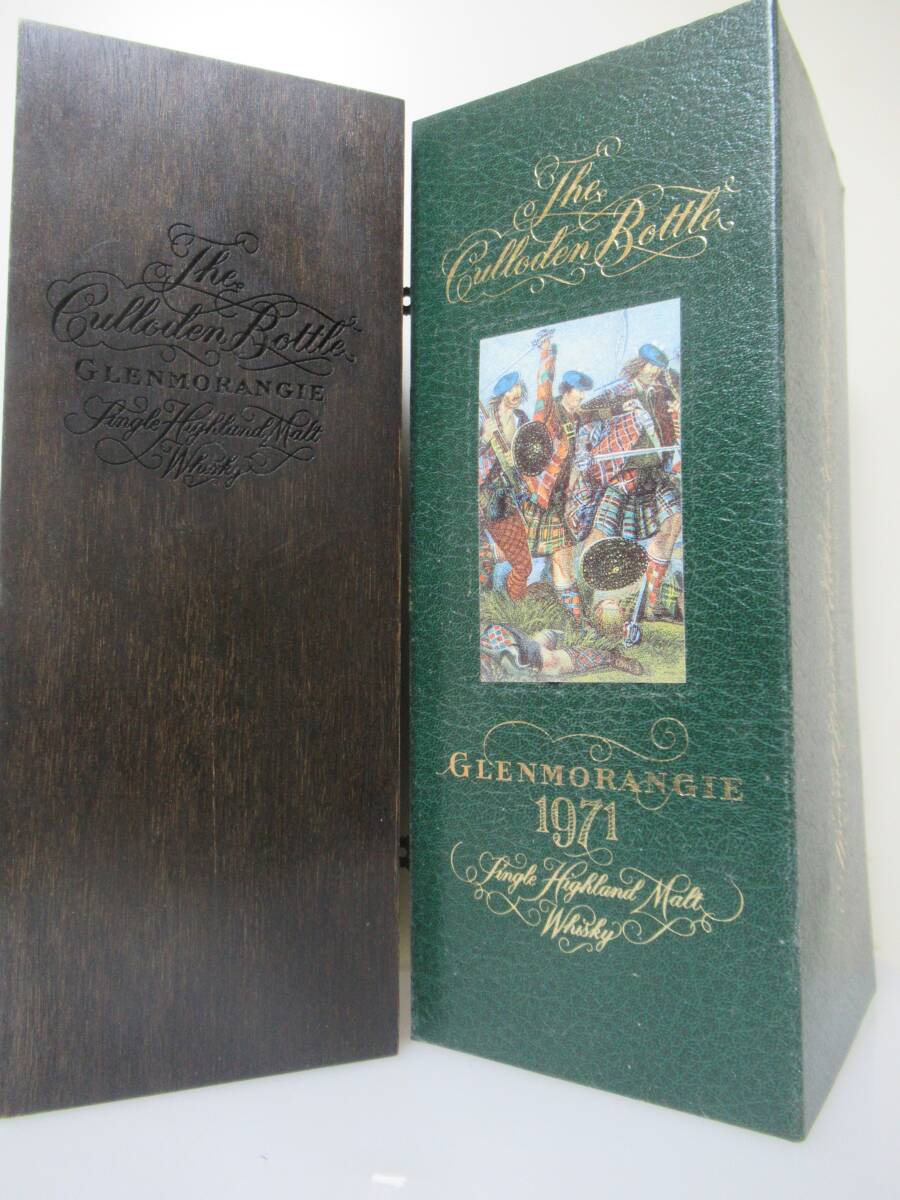 The
Culloden Bottle
GLENMORANGIE
Single Highland Malt
Whisky
The
Culloden Bottle
GLENMORANGIE
1971
Single Highland Malt
Whisky